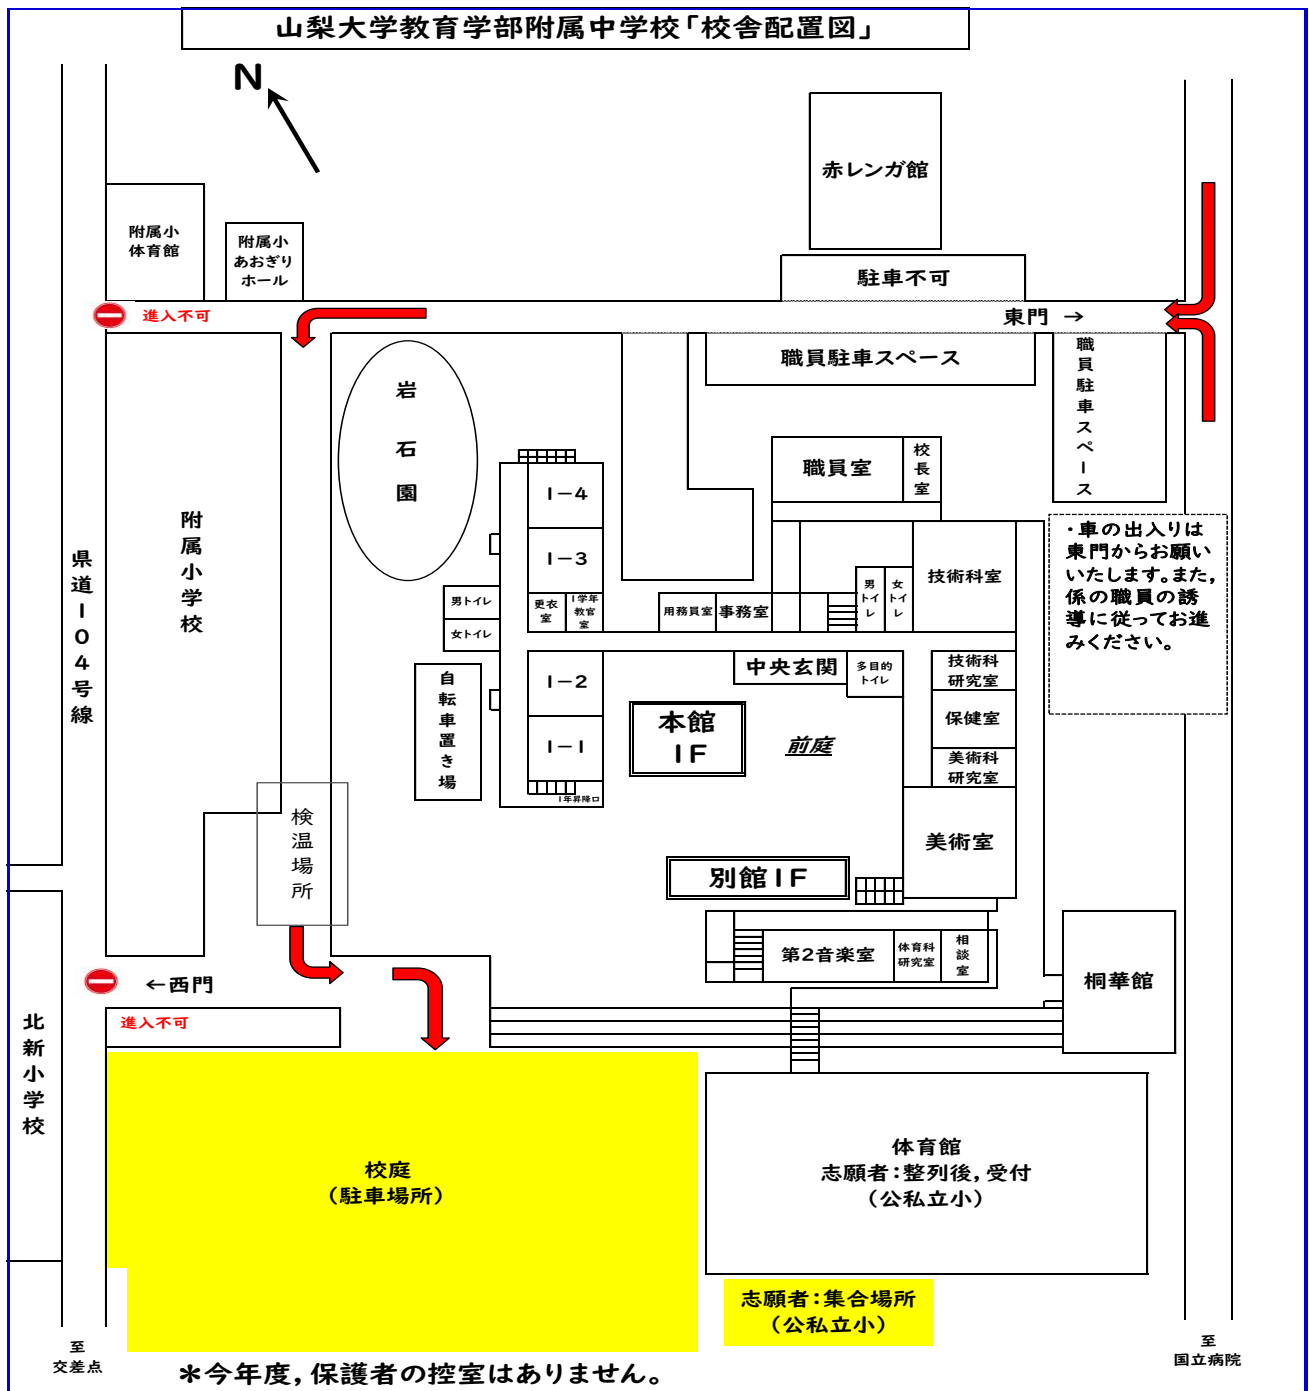 山梨大学教育学部附属中学校「校舎配置図」
N
赤レンガ館
附属小
体育館
附属小
あおぎり
ホール
駐車不可
進入不可
東門 →
職員駐車スペース
職員駐車スペース
岩石園
職員室
校長室
1－4
附属小学校
県道104号線
・車の出入りは
東門からお願い
いたします。また,
係の職員の誘
導に従ってお進
みください。
1－3
技術科室
男トイレ
女トイレ
男トイレ
更衣
室
1学年
教官
室
用務員室
事務室
女トイレ
中央玄関
多目的
トイレ
技術科
研究室
自転車置き場
1－2
本館
1F
前庭
保健室
1－1
美術科
研究室
1年昇降口
検温場所
美術室
別館1F
第2音楽室
体育科
研究室
相談室
桐華館
←西門
進入不可
北新小学校
校庭
（駐車場所）
体育館
志願者：整列後,受付
（公私立小）
志願者：集合場所
（公私立小）
至
交差点
至
国立病院
＊今年度,保護者の控室はありません。